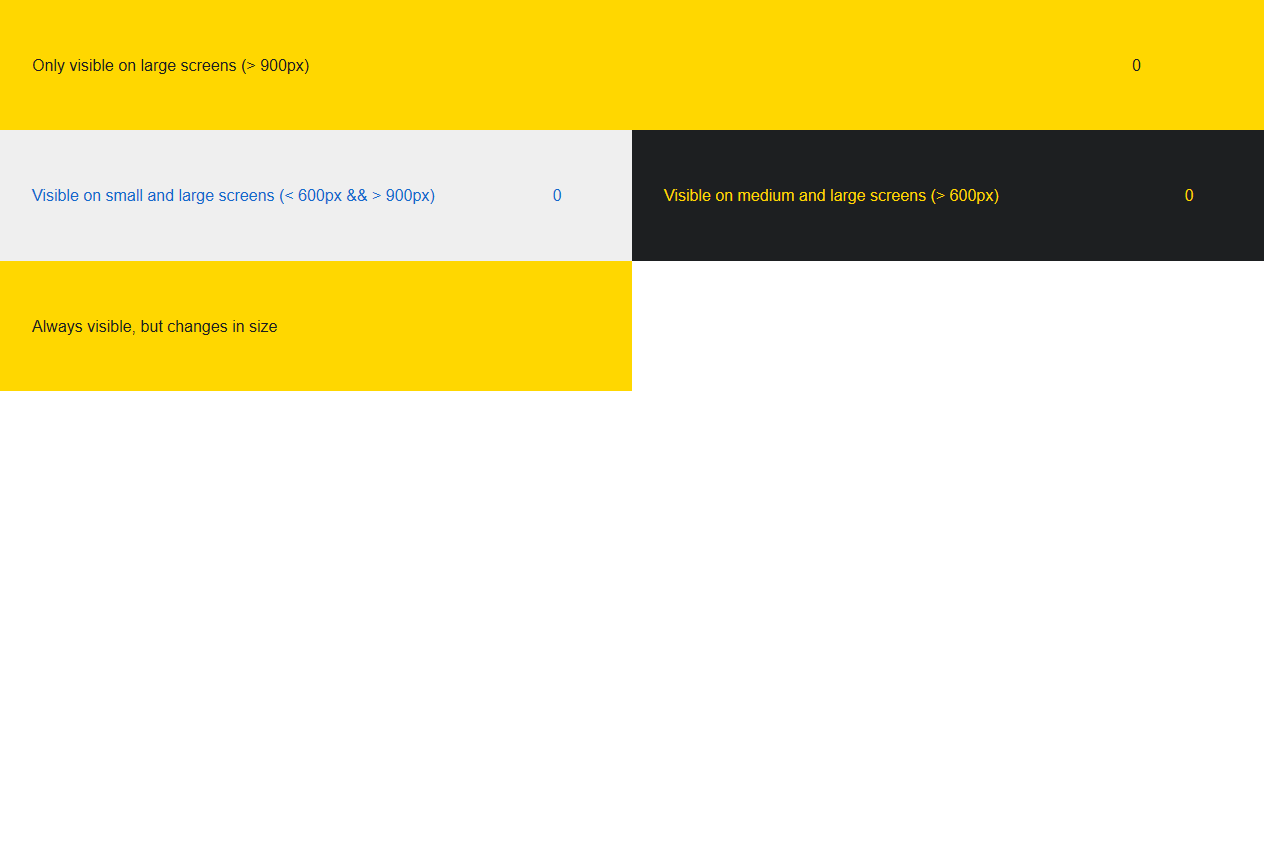 Only visible on large screens (> 900px) 0
Visible on small and large screens (< 600px && > 900px) 0
Visible on medium and large screens (> 600px) 0
Always visible, but changes in size